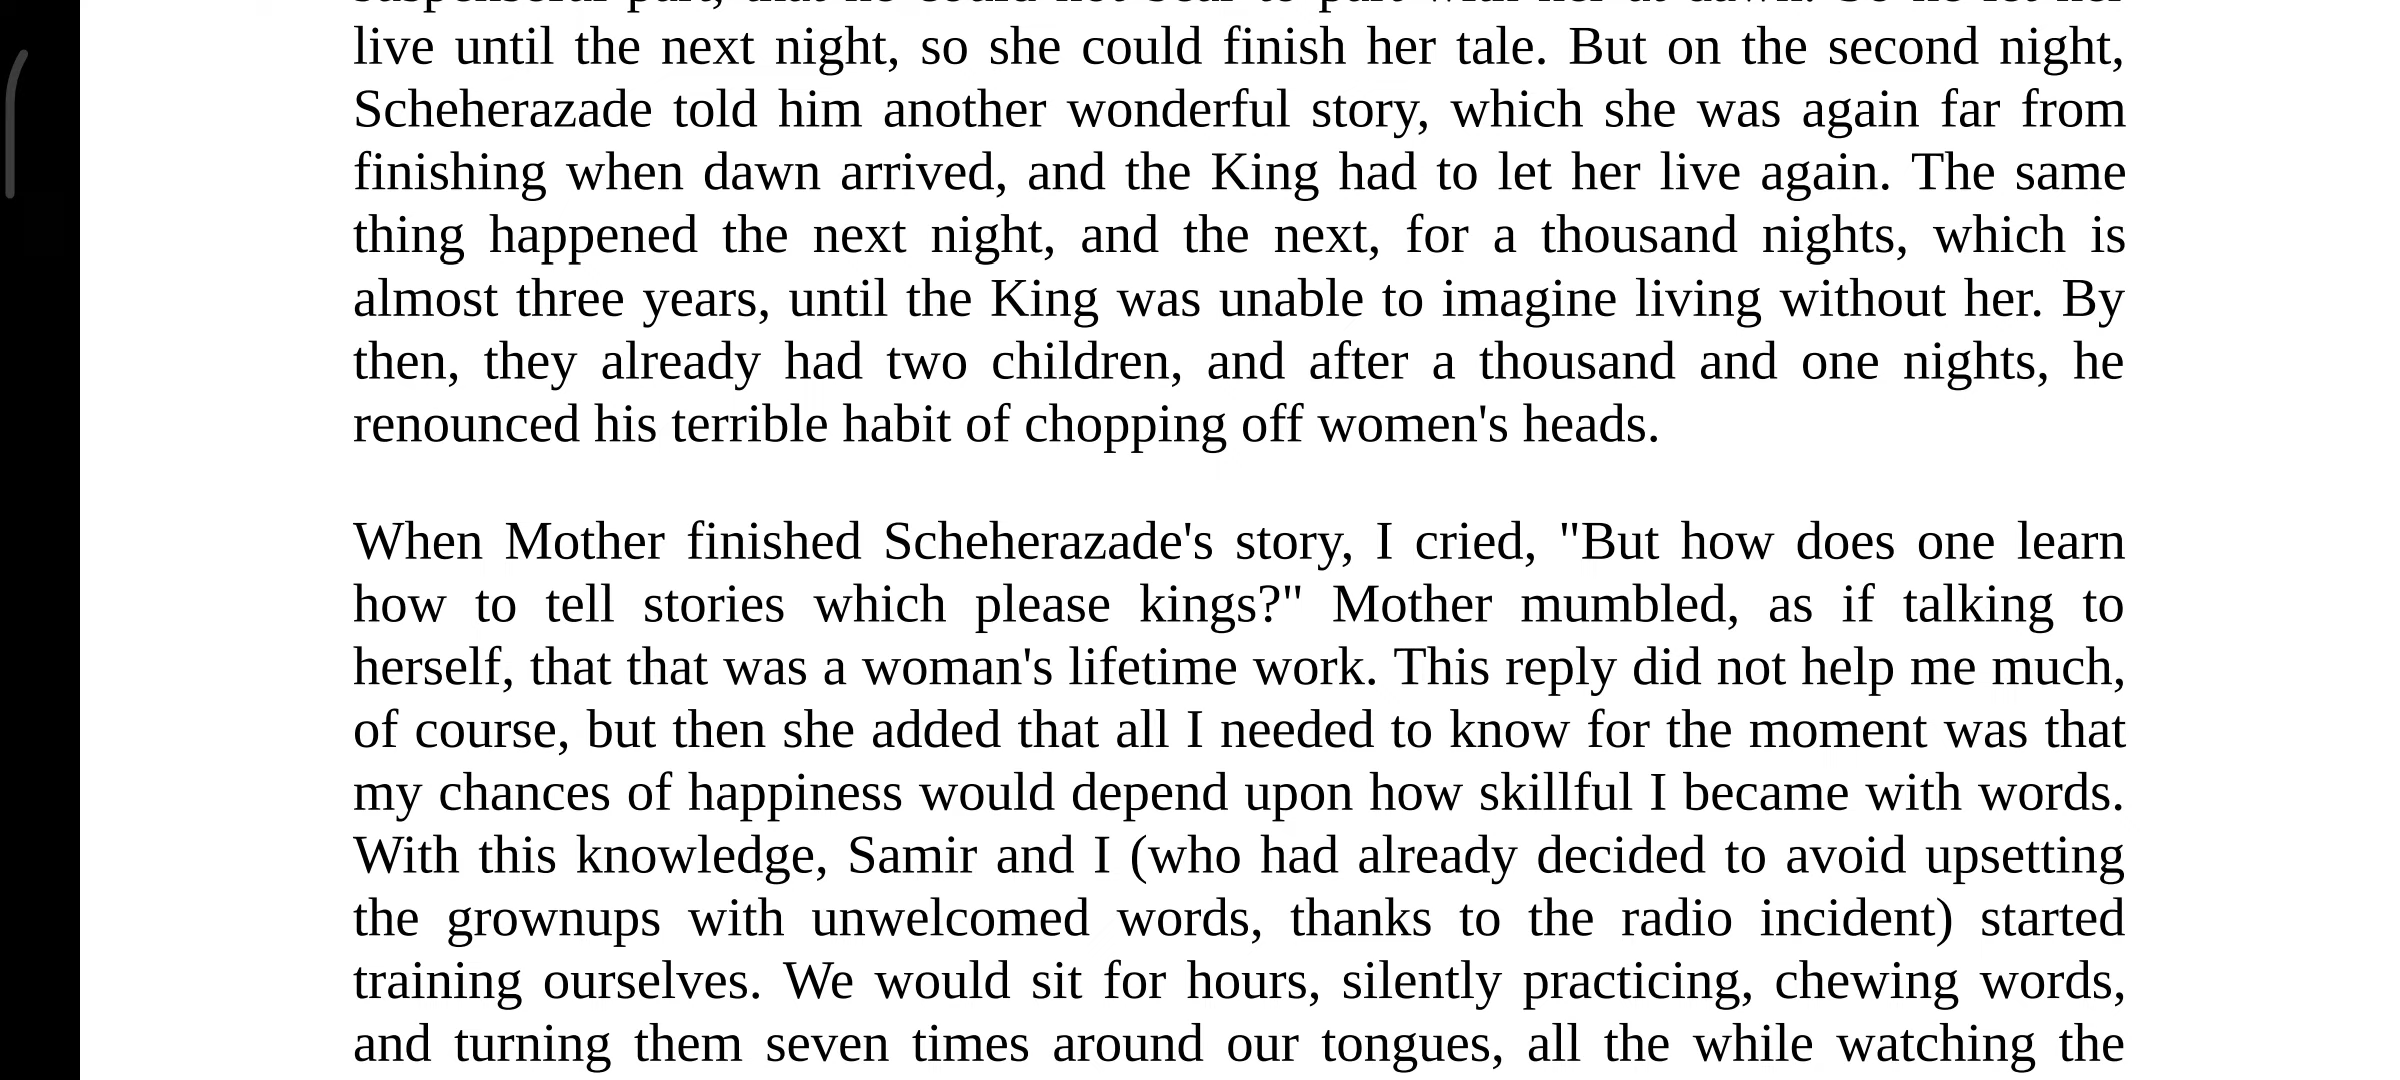 live until the next night, so she could finish her tale. But on the second night,
Scheherazade told him another wonderful story, which she was again far from
finishing when dawn arrived, and the King had to let her live again. The same
thing happened the next night, and the next, for a thousand nights, which is
almost three years, until the King was unable to imagine living without her. By
then, they already had two children, and after a thousand and one nights, he
renounced his terrible habit of chopping off women's heads.
When Mother finished Scheherazade's story, I cried, "But how does one learn
how to tell stories which please kings?" Mother mumbled, as if talking to
herself, that that was a woman's lifetime work. This reply did not help me much,
of course, but then she added that all I needed to know for the moment was that
my chances of happiness would depend upon how skillful I became with words.
With this knowledge, Samir and I (who had already decided to avoid upsetting
the grownups with unwelcomed words, thanks to the radio incident) started
training ourselves. We would sit for hours, silently practicing, chewing words,
and turning them seven times around our tongues, all the while watching the